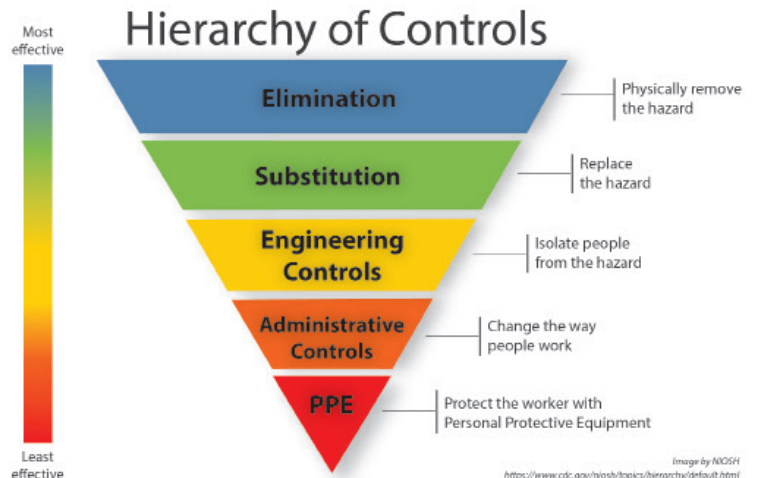 Hierarchy of Controls
Most
effective
Elimination
Physically remove
the hazard
Substitution
Replace
the hazard
Engineering
Controls
Isolate people
from the hazard
Administrative
Controls
Change the way
people work
PPE
Protect the worker with
Personal Protective Equipment
Least
effective
Image by NIOSH
https://www.cdc.gov/niosh/topics/hierarchy/default.html